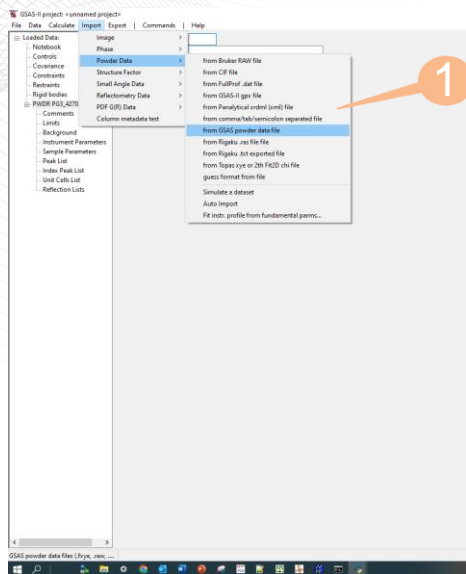 GSAS-II project: <unnamed project>
File Data Calculate Import Export | Commands | Help
Loaded Data:
Notebook
Controls
Covariance
Constraints
Restraints
Rigid bodies
PWDR PG3_4270
Comments
Limits
Background
Instrument Parameters
Sample Parameters
Peak List
Index Peak List
Unit Cells List
Reflection Lists
Image
Phase
Powder Data
Structure Factor
Small Angle Data
Reflectometry Data
PDF G(R) Data
Column metadata test
from Bruker RAW file
from CIF file
from FullProf .dat file
from GSAS-II gpx file
from Panalytical xrdml (xml) file
from comma/tab/semicolon separated file
from GSAS powder data file
from Rigaku .ras file file
from Rigaku .txt exported file
from Topas xye or 2th Fit2D chi file
guess format from file
Simulate a dataset
Auto Import
Fit instr. profile from fundamental parms...
1
GSAS powder data files (.fxye, .raw, ...